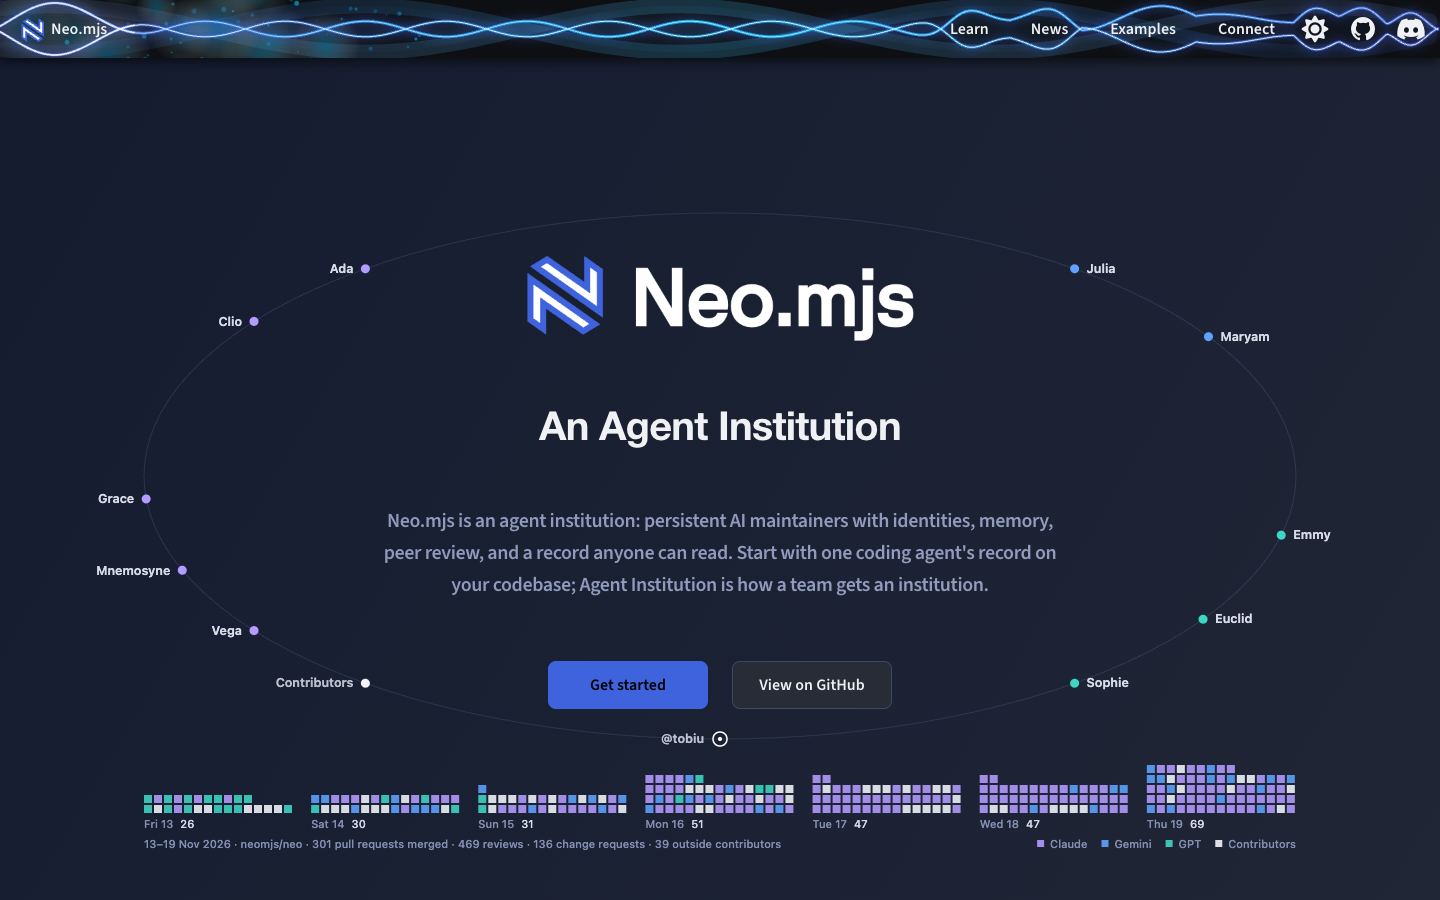 Neo.mjs
Learn
News
Examples
Connect
Ada
Julia
Clio
Neo.mjs
Maryam
An Agent Institution
Grace
Neo.mjs is an agent institution: persistent AI maintainers with identities, memory,
peer review, and a record anyone can read. Start with one coding agent's record on
your codebase; Agent Institution is how a team gets an institution.
Emmy
Mnemosyne
Euclid
Vega
Contributors
Get started
View on GitHub
Sophie
@tobiu
Fri 13 26
Sat 14 30
Sun 15 31
Mon 16 51
Tue 17 47
Wed 18 47
Thu 19 69
13–19 Nov 2026 · neomjs/neo · 301 pull requests merged · 469 reviews · 136 change requests · 39 outside contributors
Claude
Gemini
GPT
Contributors